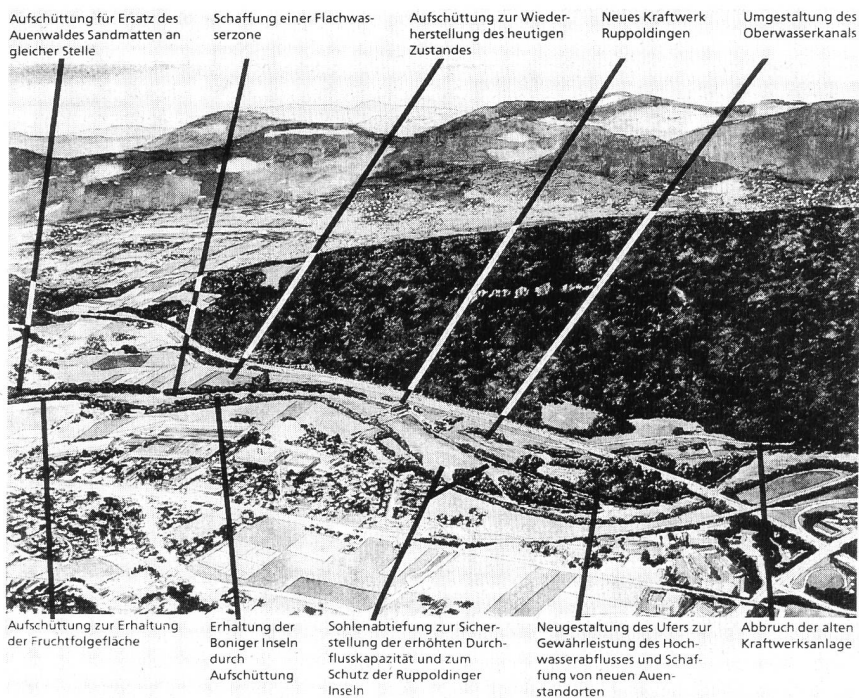 Aufschüttung für Ersatz des
Auenwaldes Sandmatten an
gleicher Stelle
Schaffung einer Flachwas-
serzone
Aufschüttung zur Wieder-
herstellung des heutigen
Zustandes
Neues Kraftwerk
Ruppoldingen
Umgestaltung des
Oberwasserkanals
Aufschüttung zur Erhaltung
der Fruchtfolgefläche
Erhaltung der
Boniger Inseln
durch
Aufschüttung
Sohlenabtiefung zur Sicher-
stellung der erhöhten Durch-
flusskapazität und zum
Schutz der Ruppoldinger
Inseln
Neugestaltung des Ufers zur
Gewährleistung des Hoch-
wasserabflusses und Schaf-
fung von neuen Auen-
standorten
Abbruch der alten
Kraftwerksanlage